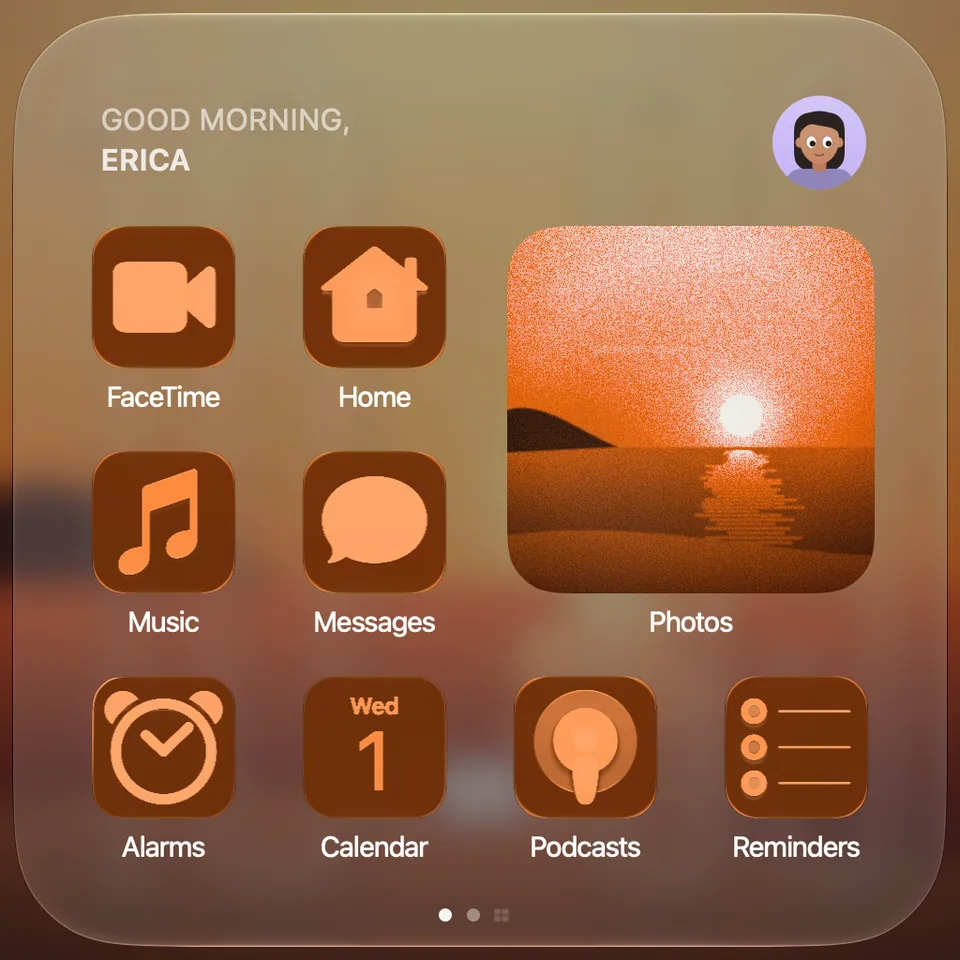 GOOD MORNING,
ERICA
FaceTime
Home
Music
Messages
Photos
Wed
1
Alarms
Calendar
Podcasts
Reminders